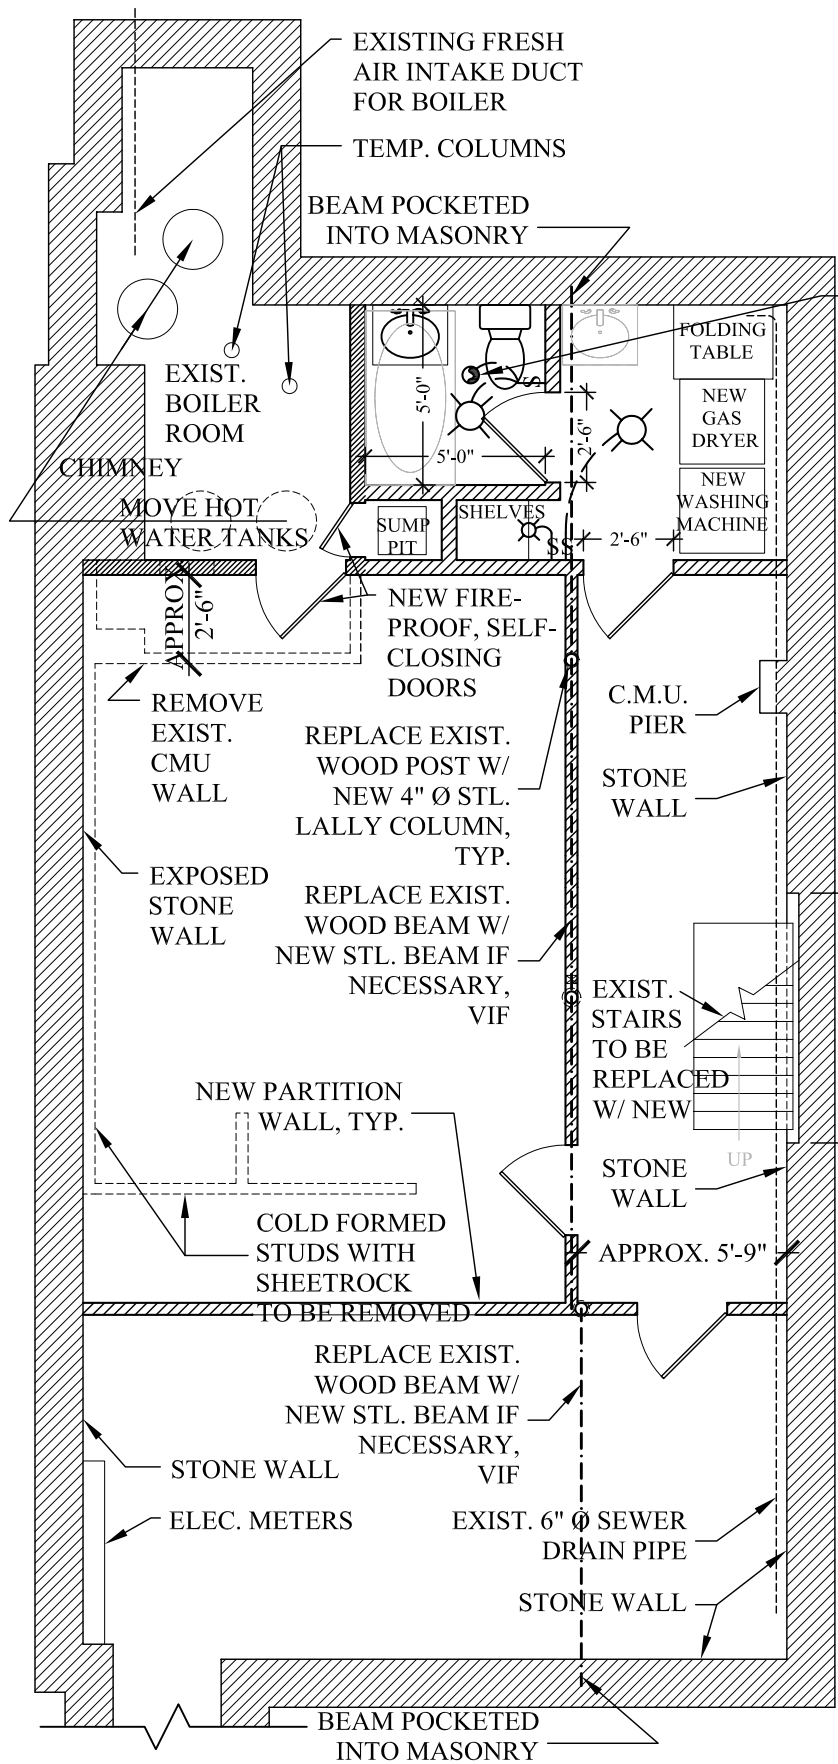 EXISTING FRESH
AIR INTAKE DUCT
FOR BOILER
TEMP. COLUMNS
BEAM POCKETED
INTO MASONRY
FOLDING
TABLE
EXIST.
BOILER
ROOM
5'-0"
S
NEW
GAS
DRYER
2'-6"
5'-0"
CHIMNEY
MOVE HOT
WATER TANKS
SUMP
PIT
SHELVES
SS
2'-6"
NEW
WASHING
MACHINE
APPROX
2'-6"
NEW FIRE-
PROOF, SELF-
CLOSING
DOORS
REMOVE
EXIST.
CMU
WALL
C.M.U.
PIER
REPLACE EXIST.
WOOD POST W/
NEW 4" Ø STL.
LALLY COLUMN,
TYP.
STONE
WALL
EXPOSED
STONE
WALL
REPLACE EXIST.
WOOD BEAM W/
NEW STL. BEAM IF
NECESSARY,
VIF
EXIST.
STAIRS
TO BE
REPLACED
W/ NEW
UP
NEW PARTITION
WALL, TYP.
STONE
WALL
COLD FORMED
STUDS WITH
SHEETROCK
TO BE REMOVED
APPROX. 5'-9"
REPLACE EXIST.
WOOD BEAM W/
NEW STL. BEAM IF
NECESSARY,
VIF
STONE WALL
ELEC. METERS
EXIST. 6" Ø SEWER
DRAIN PIPE
STONE WALL
BEAM POCKETED
INTO MASONRY